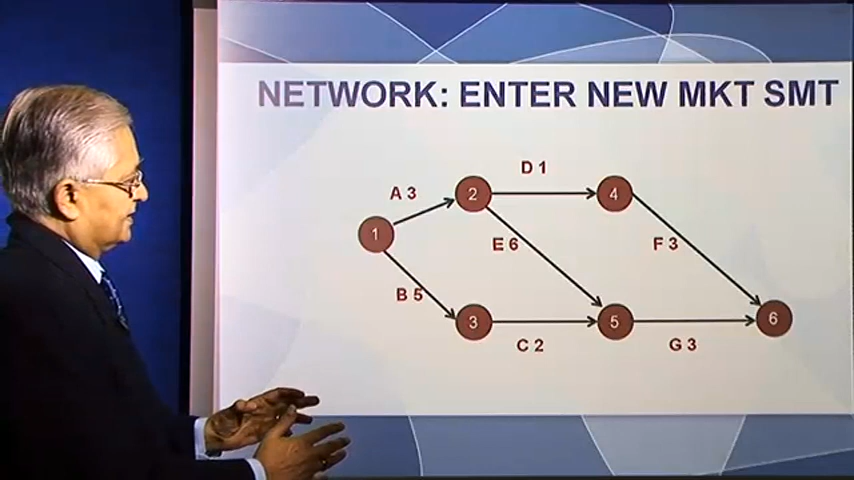 NETWORK: ENTER NEW MKT SMT
D 1
A 3
2
4
1
E 6
F 3
B 5
3
5
6
C 2
G 3